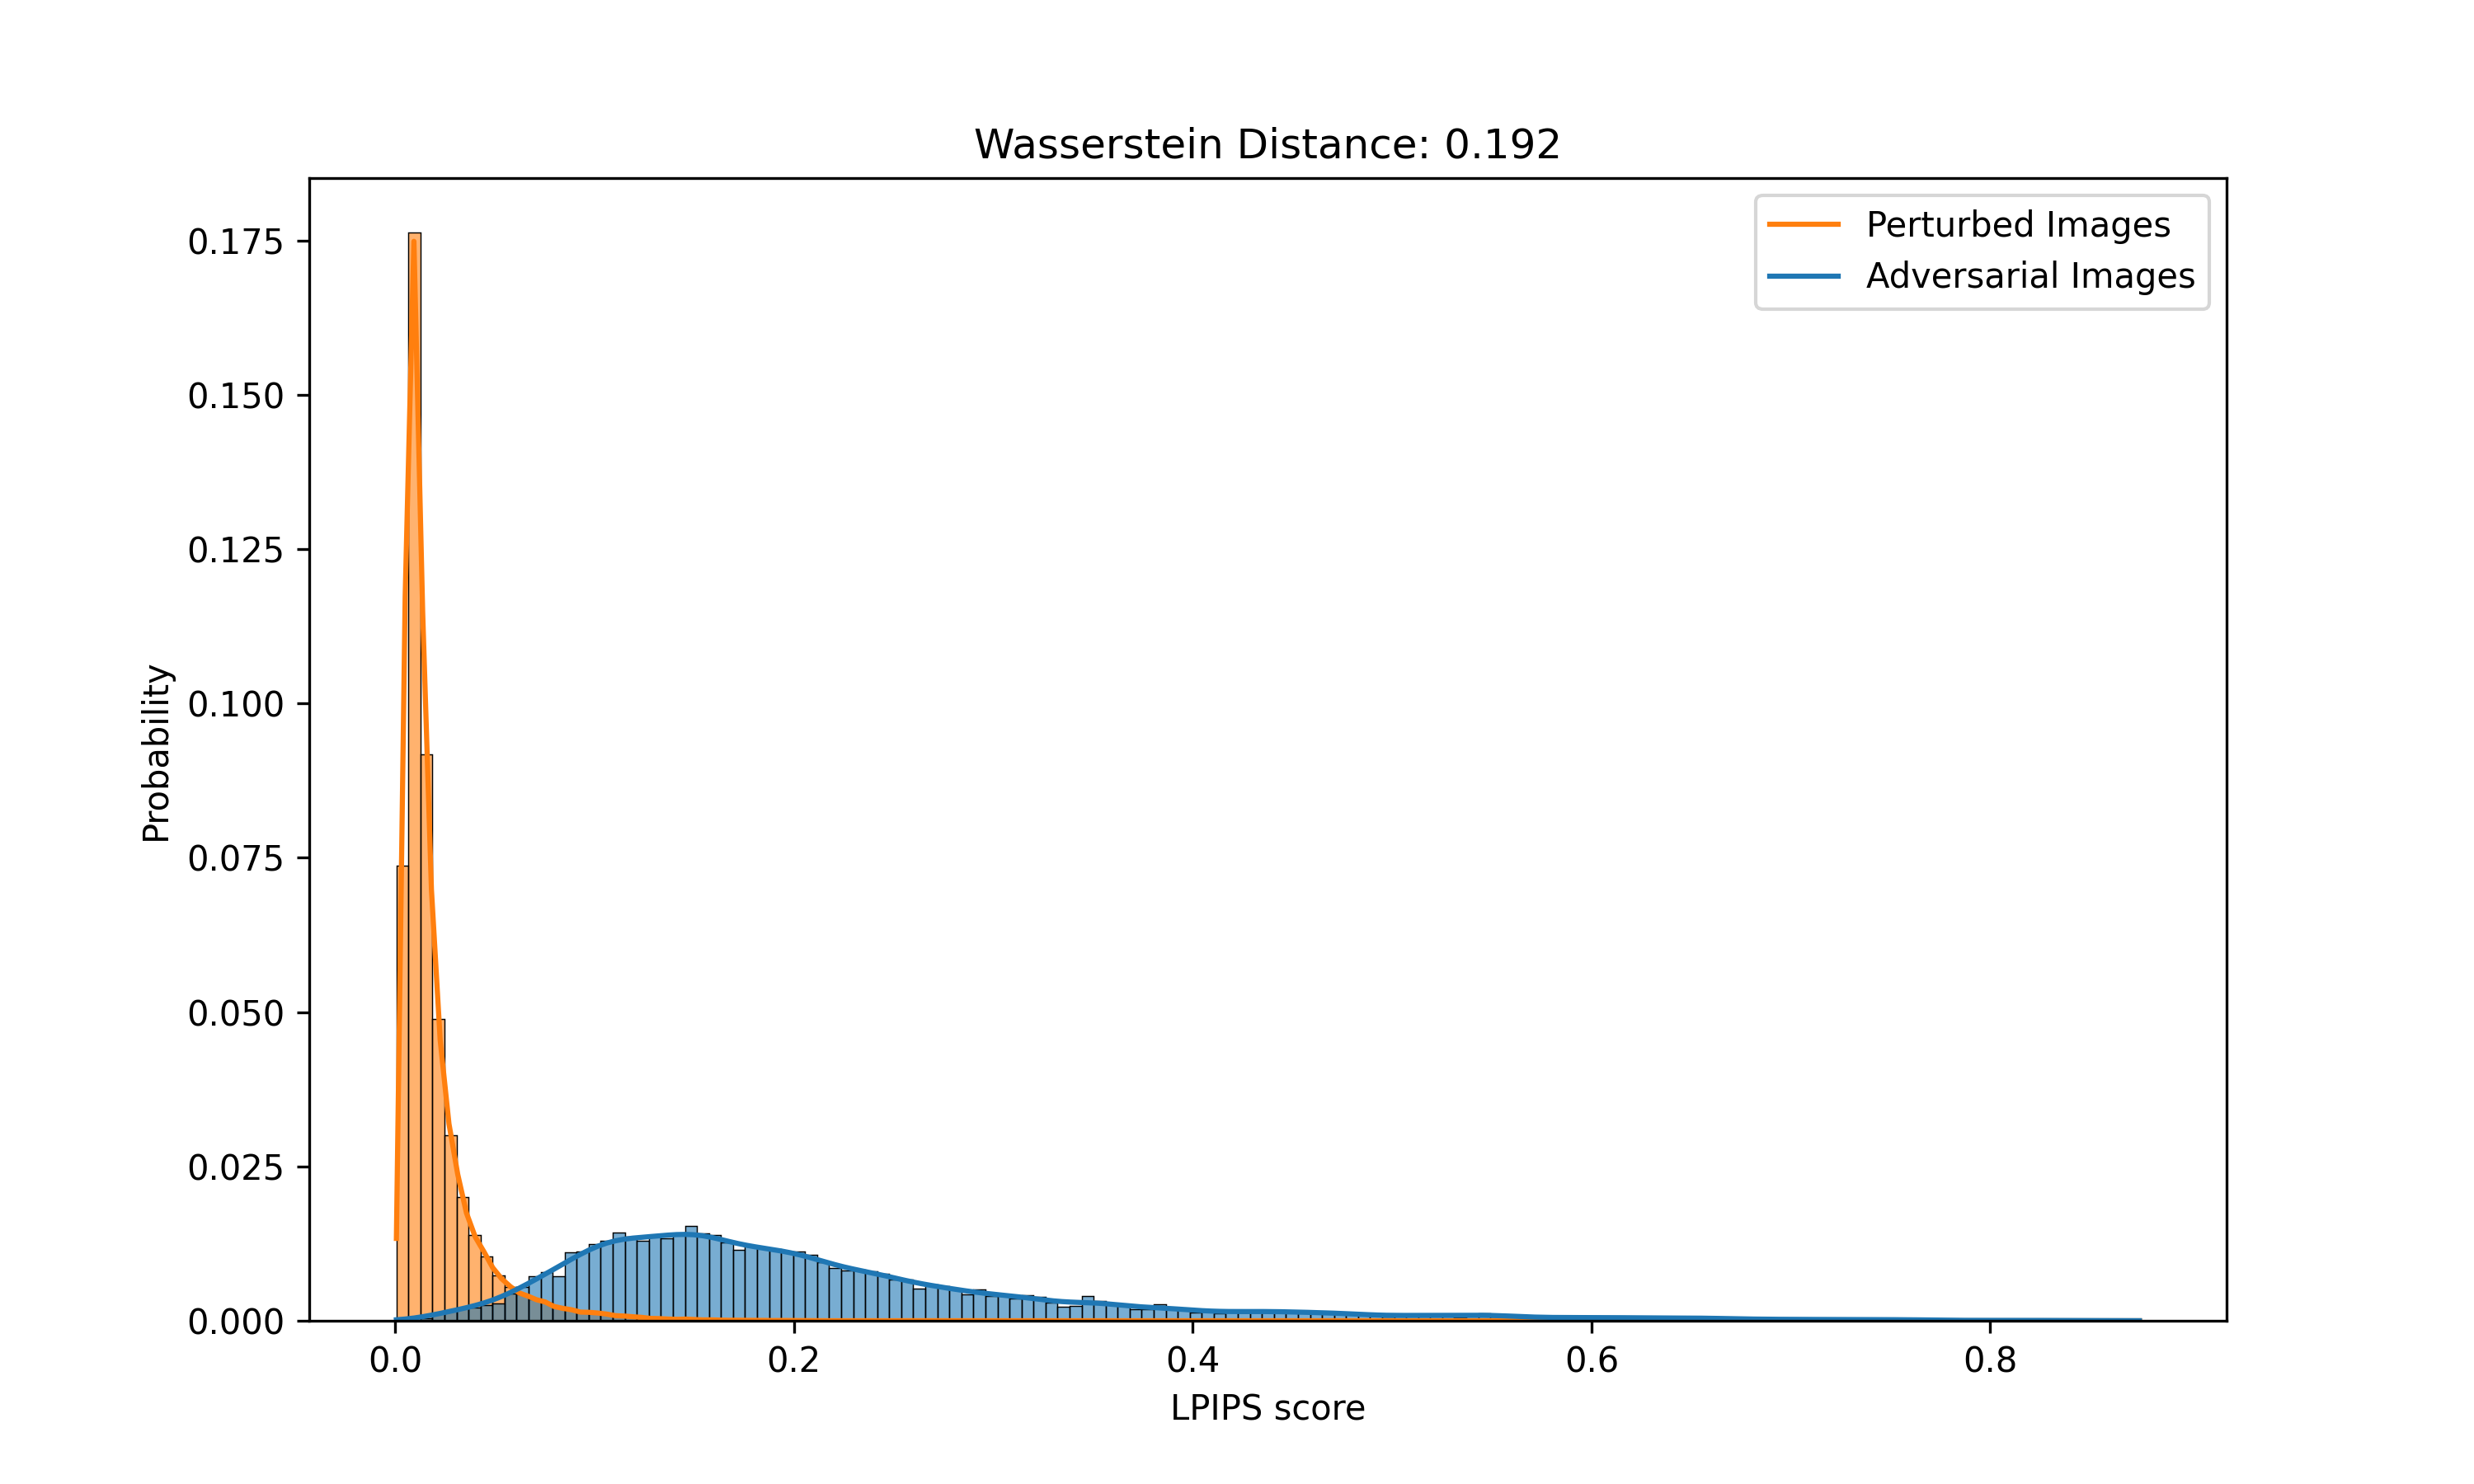 Wasserstein Distance: 0.192
Perturbed Images
Adversarial Images
0.175
0.150
0.125
0.100
0.075
0.050
0.025
0.000
Probability
0.0 0.2 0.4 0.6 0.8
LPIPS score